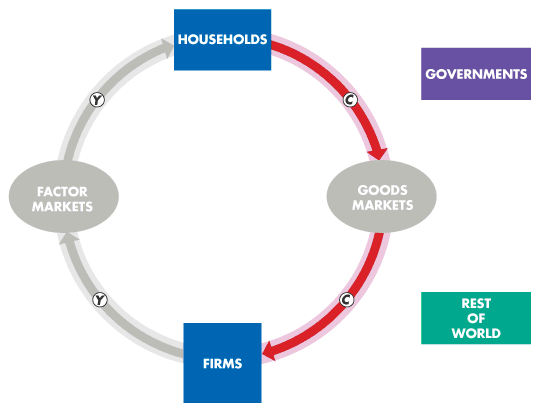 HOUSEHOLDS
GOVERNMENTS
Y
C
FACTOR
MARKETS
GOODS
MARKETS
Y
C
REST
OF
WORLD
FIRMS